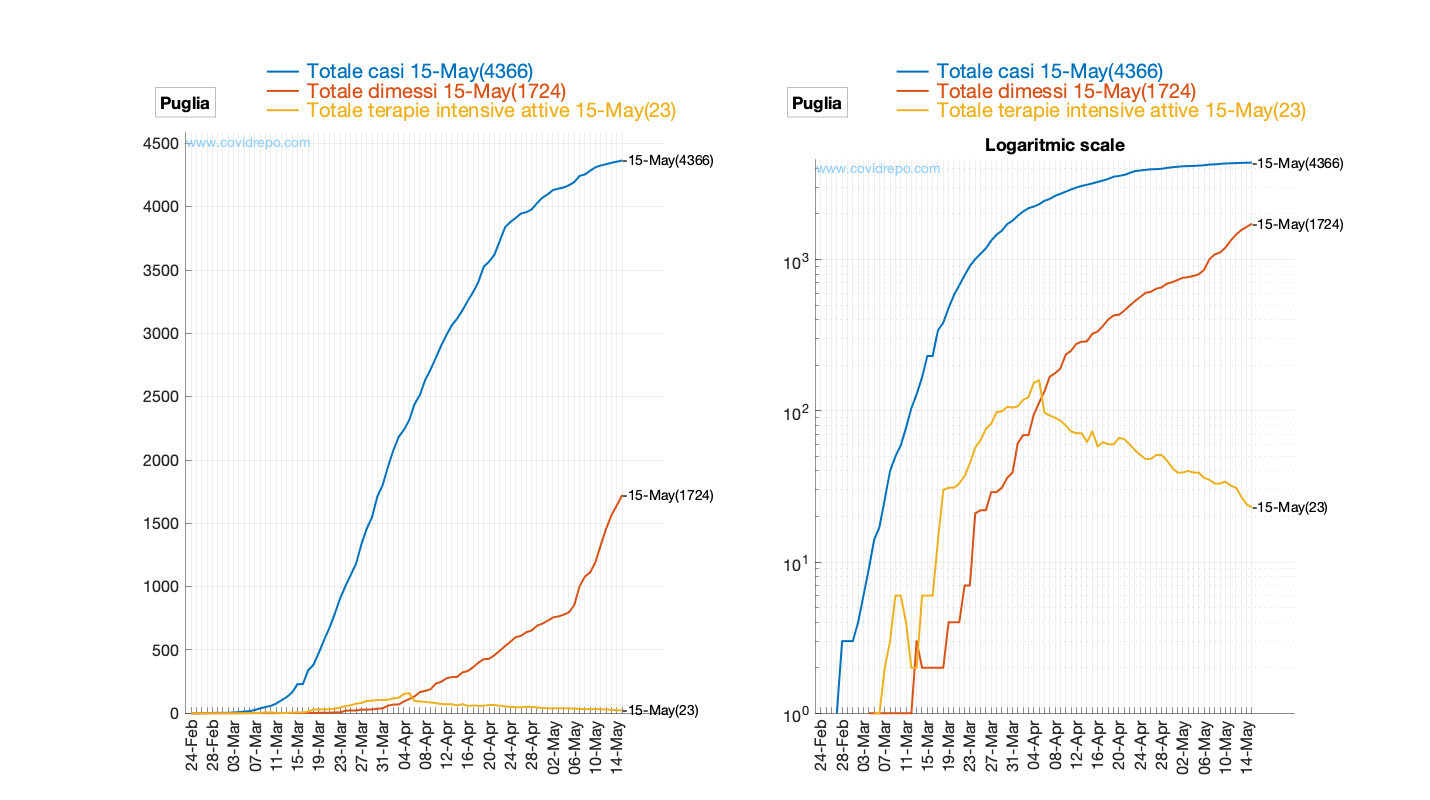 Totale casi 15-May(4366)
Totale dimessi 15-May(1724)
Totale terapie intensive attive 15-May(23)
Puglia
www.covidrepo.com
4500
4000
3500
3000
2500
2000
1500
1000
500
0
15-May(4366)
15-May(1724)
15-May(23)
24-Feb
28-Feb
03-Mar
07-Mar
11-Mar
15-Mar
19-Mar
23-Mar
27-Mar
31-Mar
04-Apr
08-Apr
12-Apr
16-Apr
20-Apr
24-Apr
28-Apr
02-May
06-May
10-May
14-May
Totale casi 15-May(4366)
Totale dimessi 15-May(1724)
Totale terapie intensive attive 15-May(23)
Puglia
Logaritmic scale
www.covidrepo.com
10³
10²
10¹
10⁰
15-May(4366)
15-May(1724)
15-May(23)
24-Feb
28-Feb
03-Mar
07-Mar
11-Mar
15-Mar
19-Mar
23-Mar
27-Mar
31-Mar
04-Apr
08-Apr
12-Apr
16-Apr
20-Apr
24-Apr
28-Apr
02-May
06-May
10-May
14-May